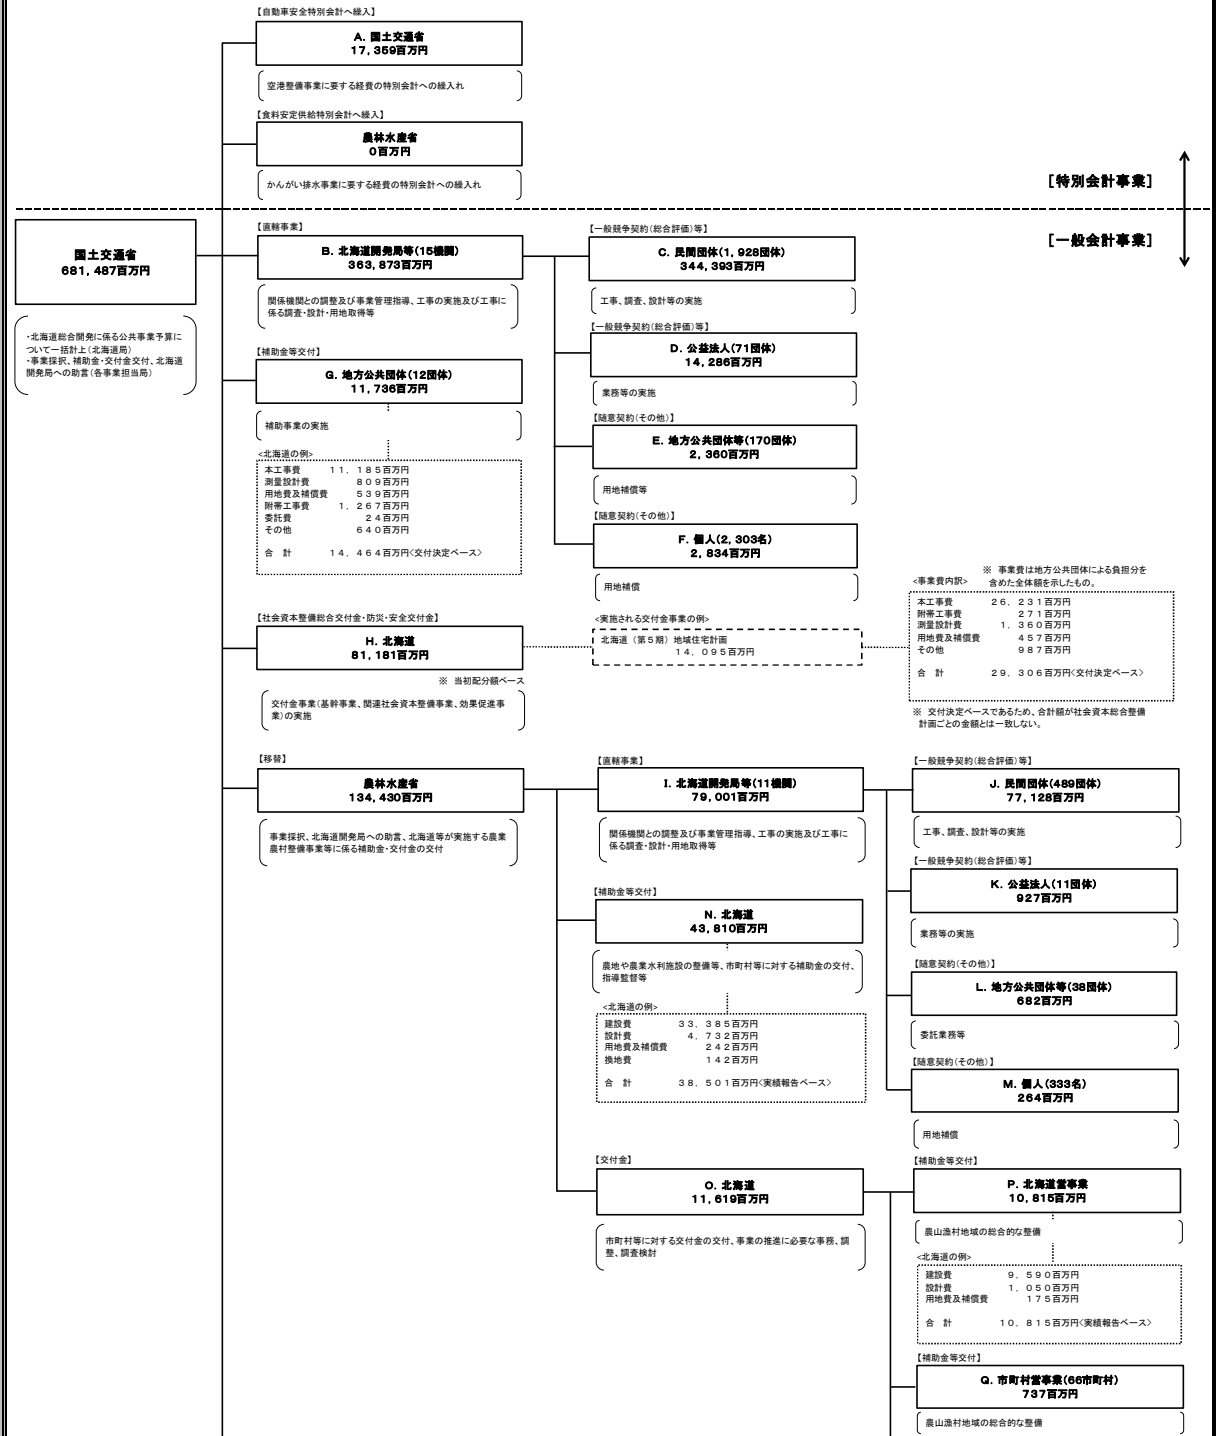 【自動車安全特別会計へ繰入】
A. 国土交通省
17,359百万円
空港整備事業に要する経費の特別会計への繰入れ
【食料安定供給特別会計へ繰入】
農林水産省
0百万円
かんがい排水事業に要する経費の特別会計への繰入れ
[特別会計事業]
[一般会計事業]
国土交通省
681,487百万円
・北海道総合開発に係る公共事業予算に
ついて一括計上(北海道局)
・事業採択、補助金・交付金交付、北海道
開発局への助言(各事業担当局)
【直轄事業】
B. 北海道開発局等(15機関)
363,873百万円
関係機関との調整及び事業管理指導、工事の実施及び工事に
係る調査・設計・用地取得等
【一般競争契約(総合評価)等】
C. 民間団体(1,928団体)
344,393百万円
工事、調査、設計等の実施
【一般競争契約(総合評価)等】
D. 公益法人(71団体)
14,286百万円
業務等の実施
【随意契約(その他)】
E. 地方公共団体等(170団体)
2,360百万円
用地補償等
【随意契約(その他)】
F. 個人(2,303名)
2,834百万円
用地補償
【補助金等交付】
G. 地方公共団体(12団体)
11,736百万円
補助事業の実施
<北海道の例>
本工事費 11,185百万円
測量設計費 809百万円
用地費及補償費 539百万円
附帯工事費 1,267百万円
委託費 24百万円
その他 640百万円
合 計 14,464百万円<交付決定ベース>
【社会資本整備総合交付金・防災・安全交付金】
H. 北海道
81,181百万円
※ 当初配分額ベース
交付金事業(基幹事業、関連社会資本整備事業、効果促進事
業)の実施
<実施される交付金事業の例>
北海道(第5期)地域住宅計画
14,095百万円
※ 事業費は地方公共団体による負担分を
含めた全体額を示したもの。
<事業費内訳>
本工事費 26,231百万円
附帯工事費 271百万円
測量設計費 1,360百万円
用地費及補償費 457百万円
その他 987百万円
合 計 29,306百万円<交付決定ベース>
※ 交付決定ベースであるため、合計額が社会資本総合整備
計画ごとの金額とは一致しない。
【移替】
農林水産省
134,430百万円
事業採択、北海道開発局への助言、北海道等が実施する農業
農村整備事業等に係る補助金・交付金の交付
【直轄事業】
I. 北海道開発局等(11機関)
79,001百万円
関係機関との調整及び事業管理指導、工事の実施及び工事に
係る調査・設計・用地取得等
【一般競争契約(総合評価)等】
J. 民間団体(489団体)
77,128百万円
工事、調査、設計等の実施
【一般競争契約(総合評価)等】
K. 公益法人(11団体)
927百万円
業務等の実施
【随意契約(その他)】
L. 地方公共団体等(38団体)
682百万円
委託業務等
【随意契約(その他)】
M. 個人(333名)
264百万円
用地補償
【補助金等交付】
N. 北海道
43,810百万円
農地や農業水利施設の整備等、市町村等に対する補助金の交付、
指導監督等
<北海道の例>
建設費 33,385百万円
設計費 4,732百万円
用地費及補償費 242百万円
換地費 142百万円
合 計 38,501百万円<実績報告ベース>
【交付金】
O. 北海道
11,619百万円
市町村等に対する交付金の交付、事業の推進に必要な事務、調
整、調査検討
【補助金等交付】
P. 北海道営事業
10,815百万円
農山漁村地域の総合的な整備
<北海道の例>
建設費 9,590百万円
設計費 1,050百万円
用地費及補償費 175百万円
合 計 10,815百万円<実績報告ベース>
【補助金等交付】
Q. 市町村営事業(66市町村)
737百万円
農山漁村地域の総合的な整備